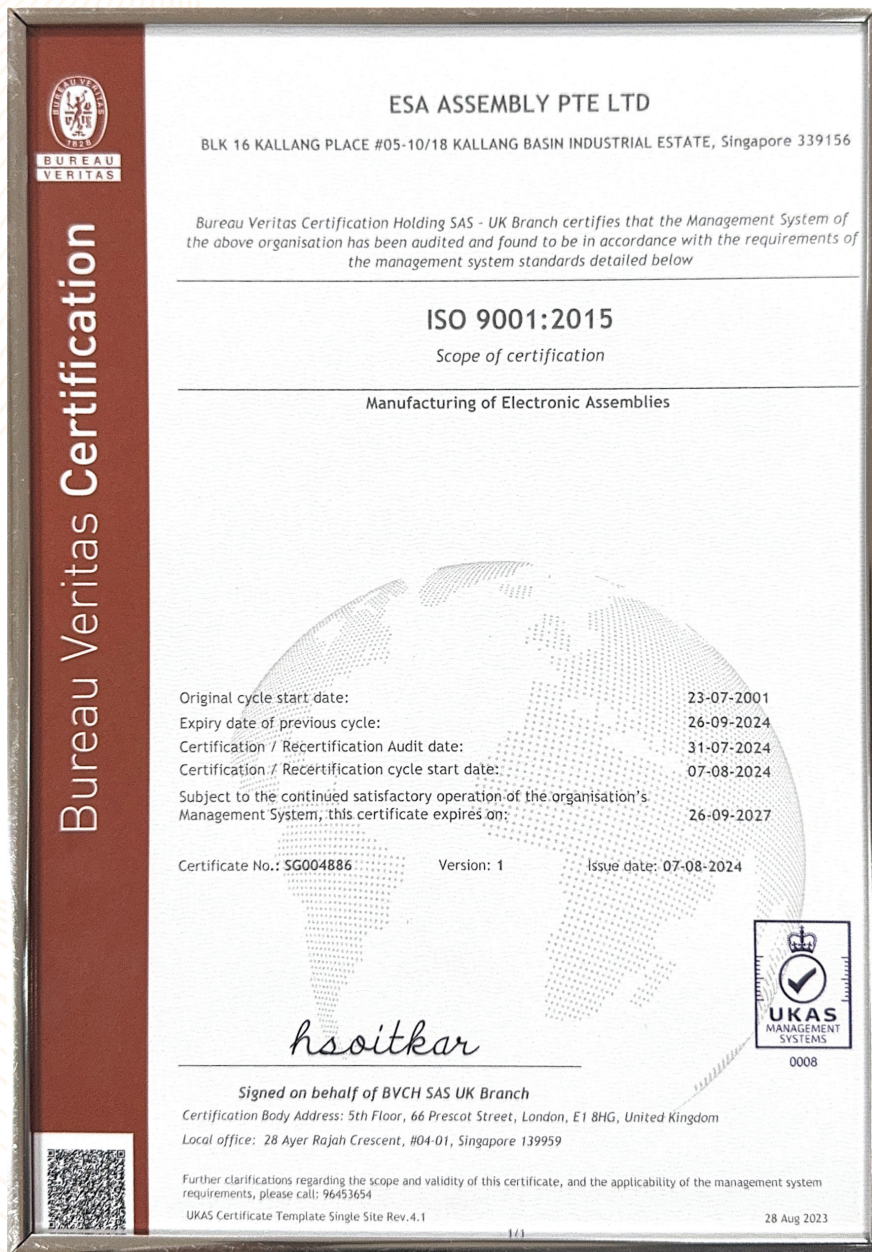 BUREAU VERITAS
1828
BUREAU
VERITAS
Bureau Veritas Certification
ESA ASSEMBLY PTE LTD
BLK 16 KALLANG PLACE #05-10/18 KALLANG BASIN INDUSTRIAL ESTATE, Singapore 339156
Bureau Veritas Certification Holding SAS - UK Branch certifies that the Management System of
the above organisation has been audited and found to be in accordance with the requirements of
the management system standards detailed below
ISO 9001:2015
Scope of certification
Manufacturing of Electronic Assemblies
Original cycle start date: 23-07-2001
Expiry date of previous cycle: 26-09-2024
Certification / Recertification Audit date: 31-07-2024
Certification / Recertification cycle start date: 07-08-2024
Subject to the continued satisfactory operation of the organisation's
Management System, this certificate expires on: 26-09-2027
Certificate No.: SG004886 Version: 1 Issue date: 07-08-2024
UKAS
MANAGEMENT
SYSTEMS
0008
hsoitkar
Signed on behalf of BVCH SAS UK Branch
Certification Body Address: 5th Floor, 66 Prescot Street, London, E1 8HG, United Kingdom
Local office: 28 Ayer Rajah Crescent, #04-01, Singapore 139959
Further clarifications regarding the scope and validity of this certificate, and the applicability of the management system
requirements, please call: 96453654
UKAS Certificate Template Single Site Rev.4.1 28 Aug 2023
1/1